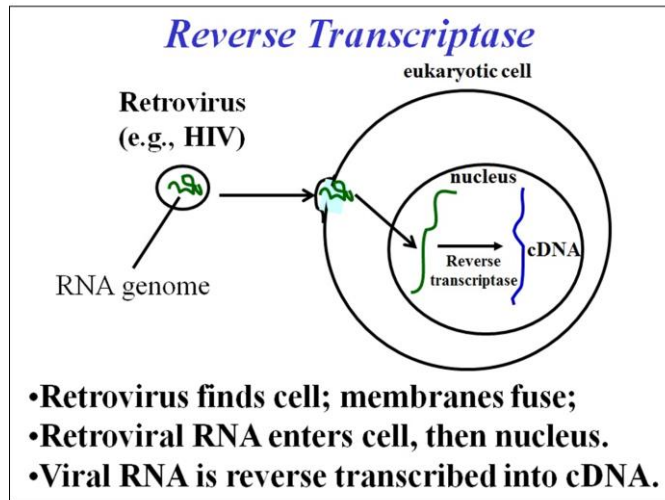 Reverse Transcriptase
eukaryotic cell
Retrovirus
(e.g., HIV)
nucleus
cDNA
Reverse
transcriptase
RNA genome
•Retrovirus finds cell; membranes fuse;
•Retroviral RNA enters cell, then nucleus.
•Viral RNA is reverse transcribed into cDNA.